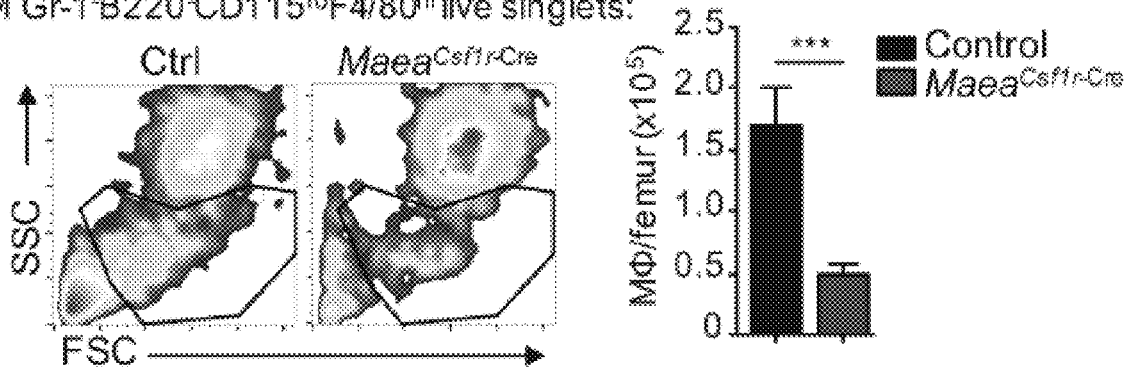 Gr-1⁻B220⁻CD115ˡᵒF4/80ʰⁱ live singlets:
Ctrl
Maea^Csf1r-Cre
SSC
FSC
MΦ/femur (x10⁵)
2.5
2.0
1.5
1.0
0.5
0
***
Control
Maea^Csf1r-Cre